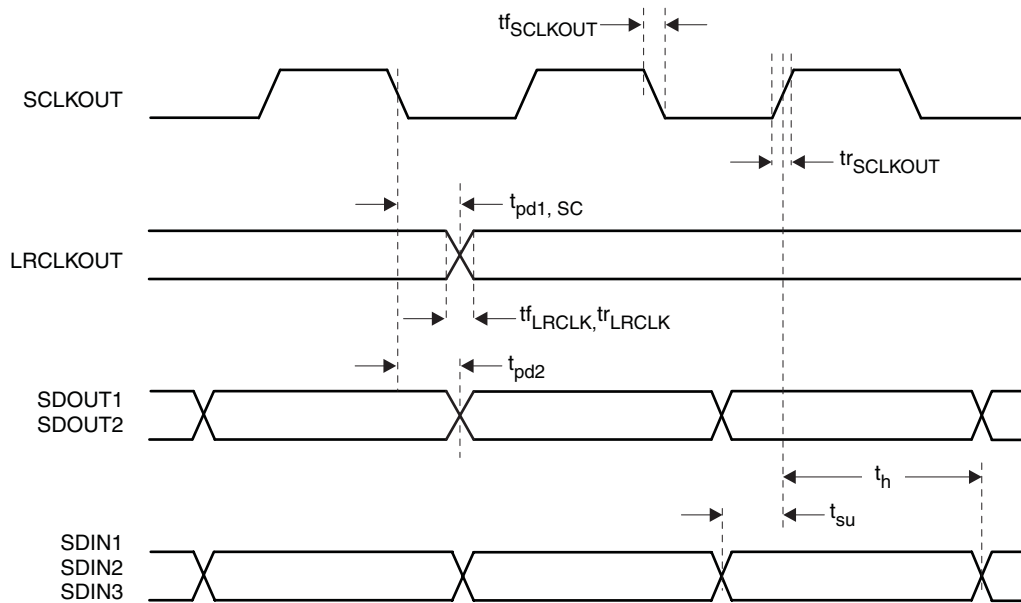 tfSCLKOUT
SCLKOUT
trSCLKOUT
tpd1, SC
LRCLKOUT
tfLRCLK,trLRCLK
tpd2
SDOUT1
SDOUT2
th
tsu
SDIN1
SDIN2
SDIN3